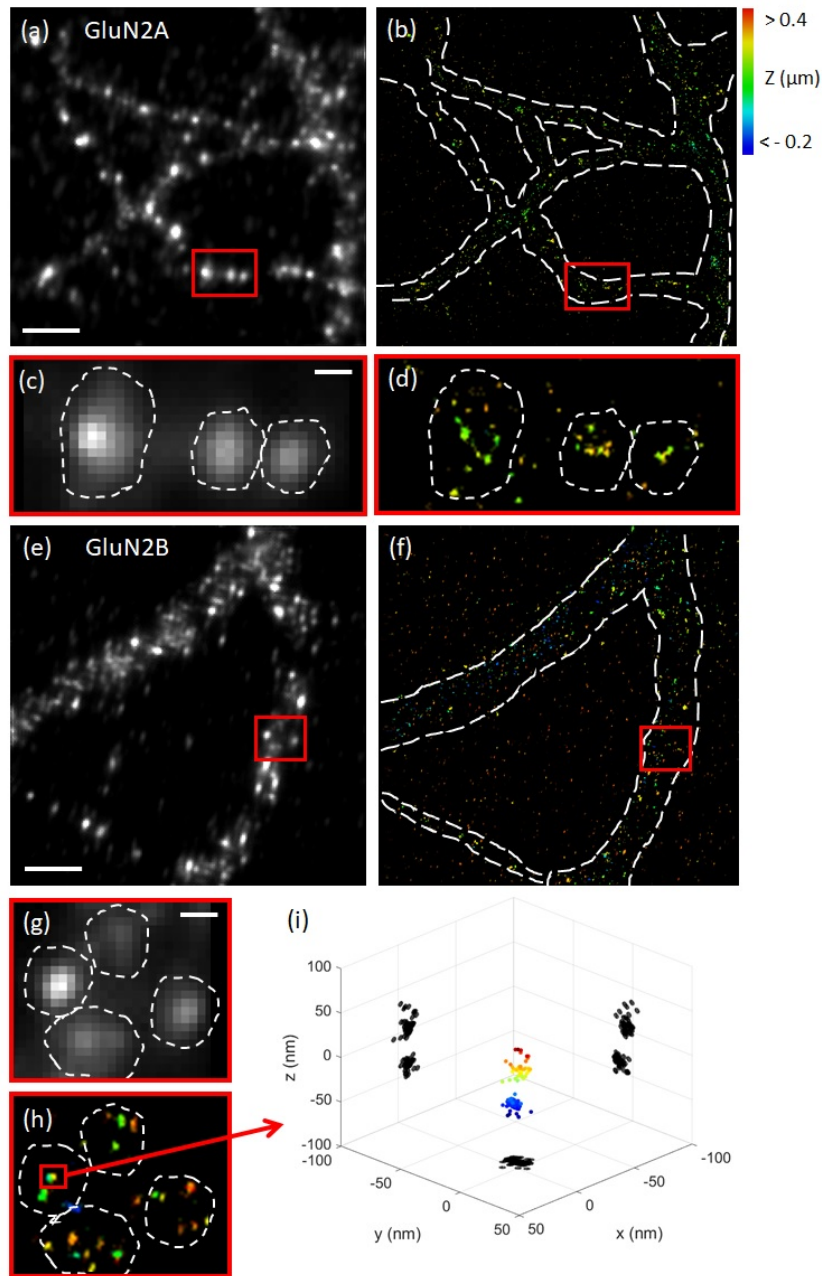 (a) GluN2A
(b)
> 0.4
Z (µm)
< - 0.2
(c)
(d)
(e) GluN2B
(f)
(g)
(h)
(i)
100
50
0
-50
-100
z (nm)
-100
-50
0
50
y (nm)
50
0
-50
-100
x (nm)